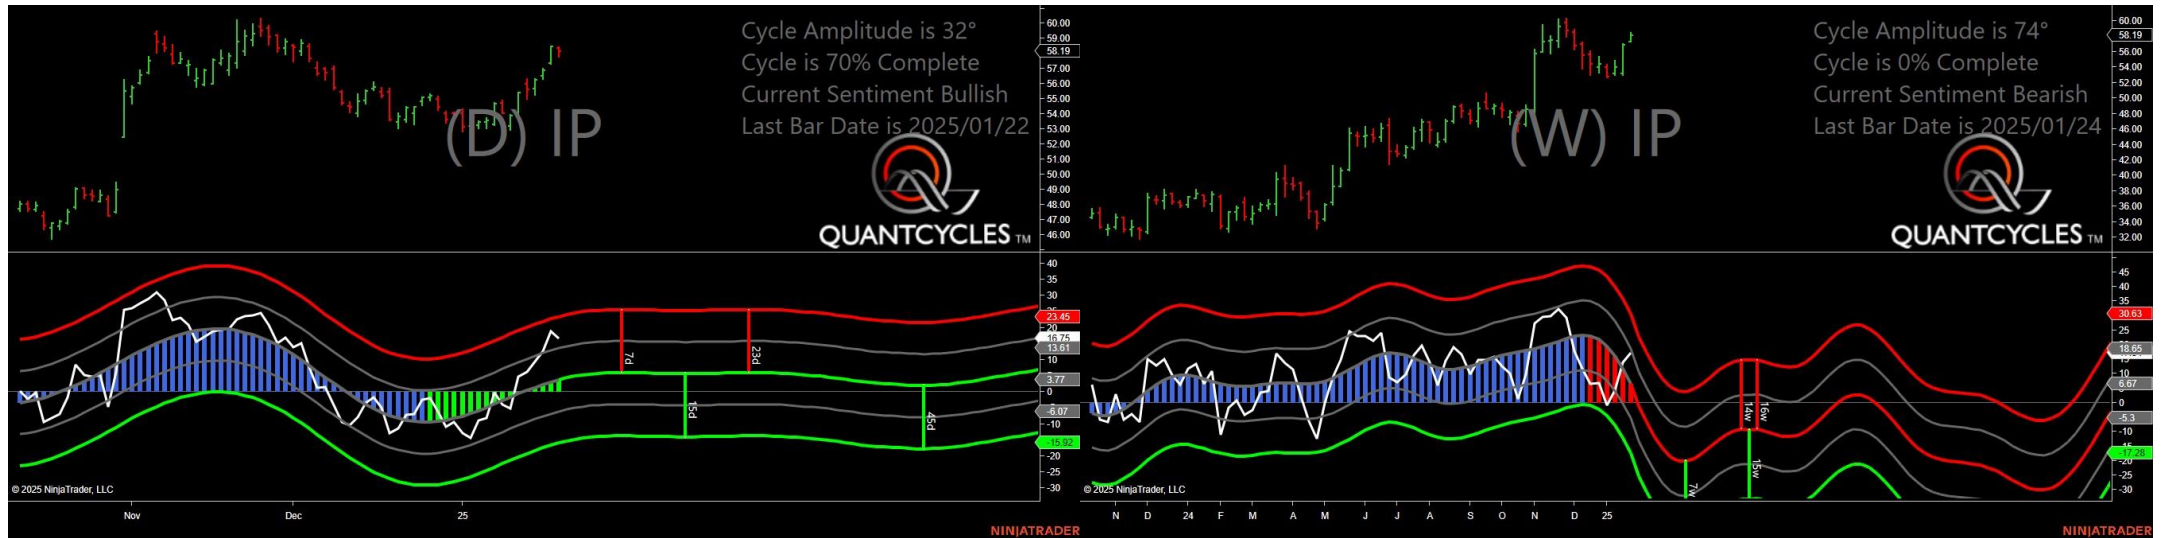 Cycle Amplitude is 32°
Cycle is 70% Complete
Current Sentiment Bullish
Last Bar Date is 2025/01/22
(D) IP
QUANTCYCLES TM
60.00
59.00
58.19
57.00
56.00
55.00
54.00
53.00
52.00
51.00
50.00
49.00
48.00
47.00
46.00
40
35
30
23.45
20
16.75
13.61
10
3.77
0
-6.07
-10
-15.92
-20
-25
-30
7d
23d
15d
45d
© 2025 NinjaTrader, LLC
Nov
Dec
25
NINJATRADER
Cycle Amplitude is 74°
Cycle is 0% Complete
Current Sentiment Bearish
Last Bar Date is 2025/01/24
(W) IP
QUANTCYCLES TM
60.00
58.19
56.00
54.00
52.00
50.00
48.00
46.00
44.00
42.00
40.00
38.00
36.00
34.00
32.00
45
35
30.63
25
18.65
10
6.67
0
-5.3
-10
-17.28
-25
-30
14w
16w
7w
15w
© 2025 NinjaTrader, LLC
N
D
24
F
M
A
M
J
J
A
S
O
N
D
25
NINJATRADER